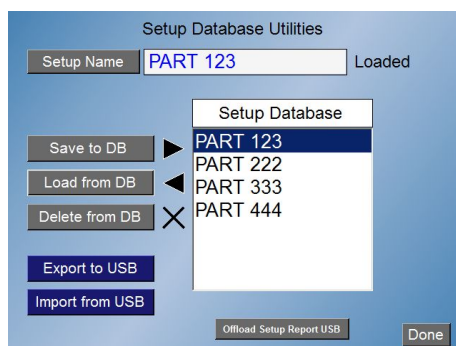 Setup Database Utilities
Setup Name PART 123 Loaded
Setup Database
Save to DB PART 123
PART 222
Load from DB PART 333
Delete from DB PART 444
Export to USB
Import from USB
Offload Setup Report USB
Done